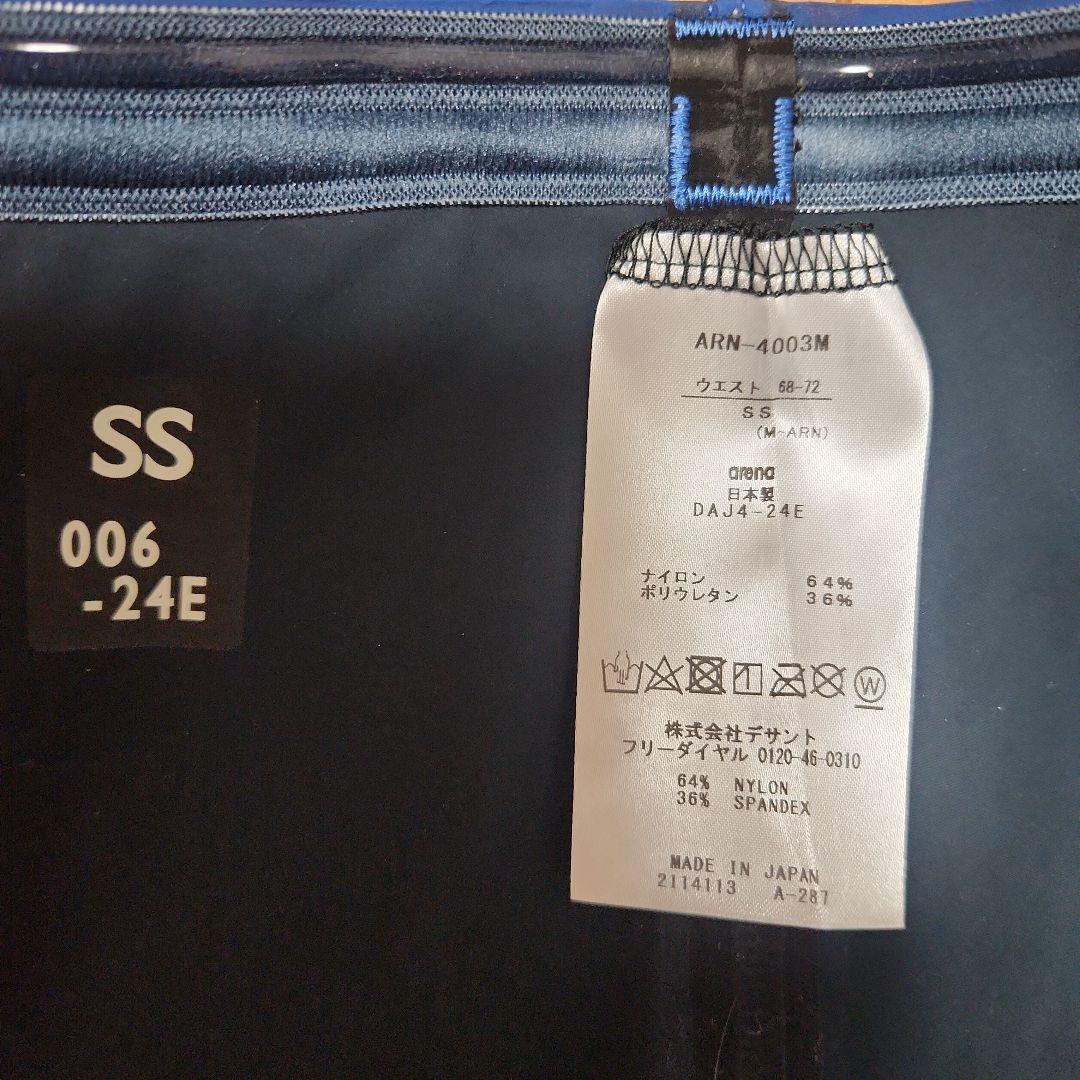 SS
006
-24E
ARN-4003M
ウエスト 68-72
SS
(M-ARN)
arena
日本製
DAJ4-24E
ナイロン 64%
ポリウレタン 36%
W
株式会社デサント
フリーダイヤル 0120-46-0310
64% NYLON
36% SPANDEX
MADE IN JAPAN
2114113 A-287